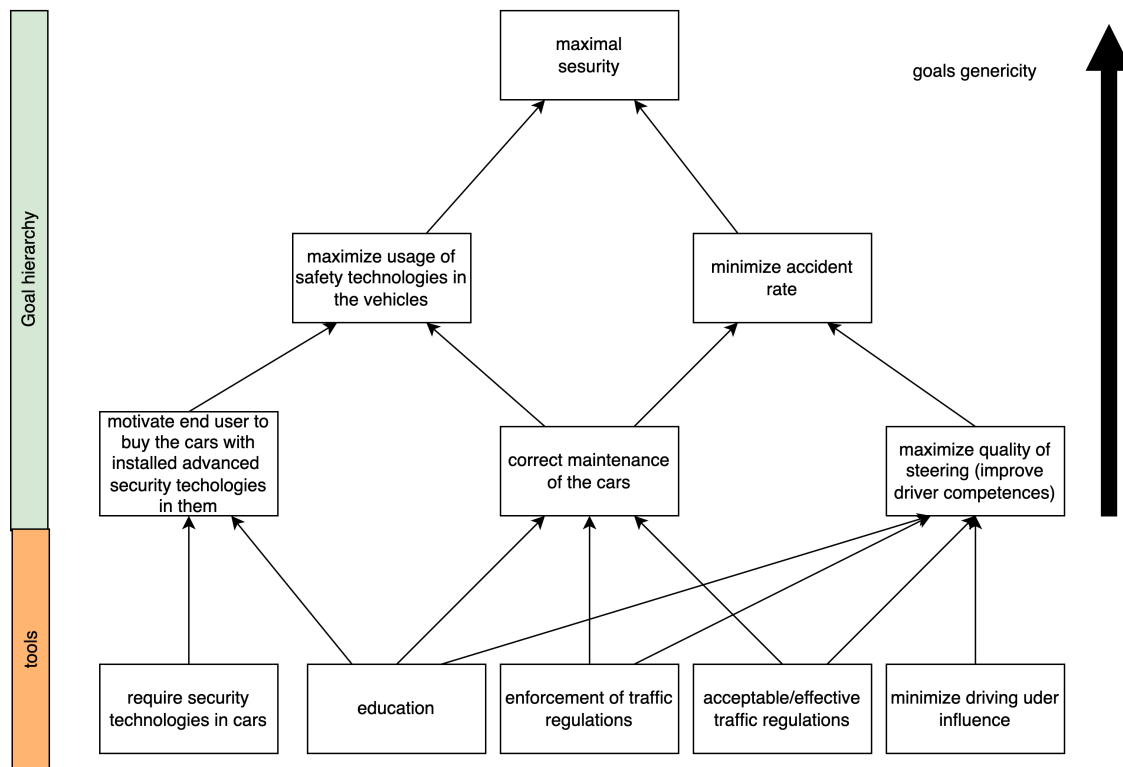 maximal
sesurity
goals genericity
Goal hierarchy
maximize usage of
safety technologies in
the vehicles
minimize accident
rate
motivate end user to
buy the cars with
installed advanced
security techologies
in them
correct maintenance
of the cars
maximize quality of
steering (improve
driver competences)
tools
require security
technologies in cars
education
enforcement of traffic
regulations
acceptable/effective
traffic regulations
minimize driving uder
influence